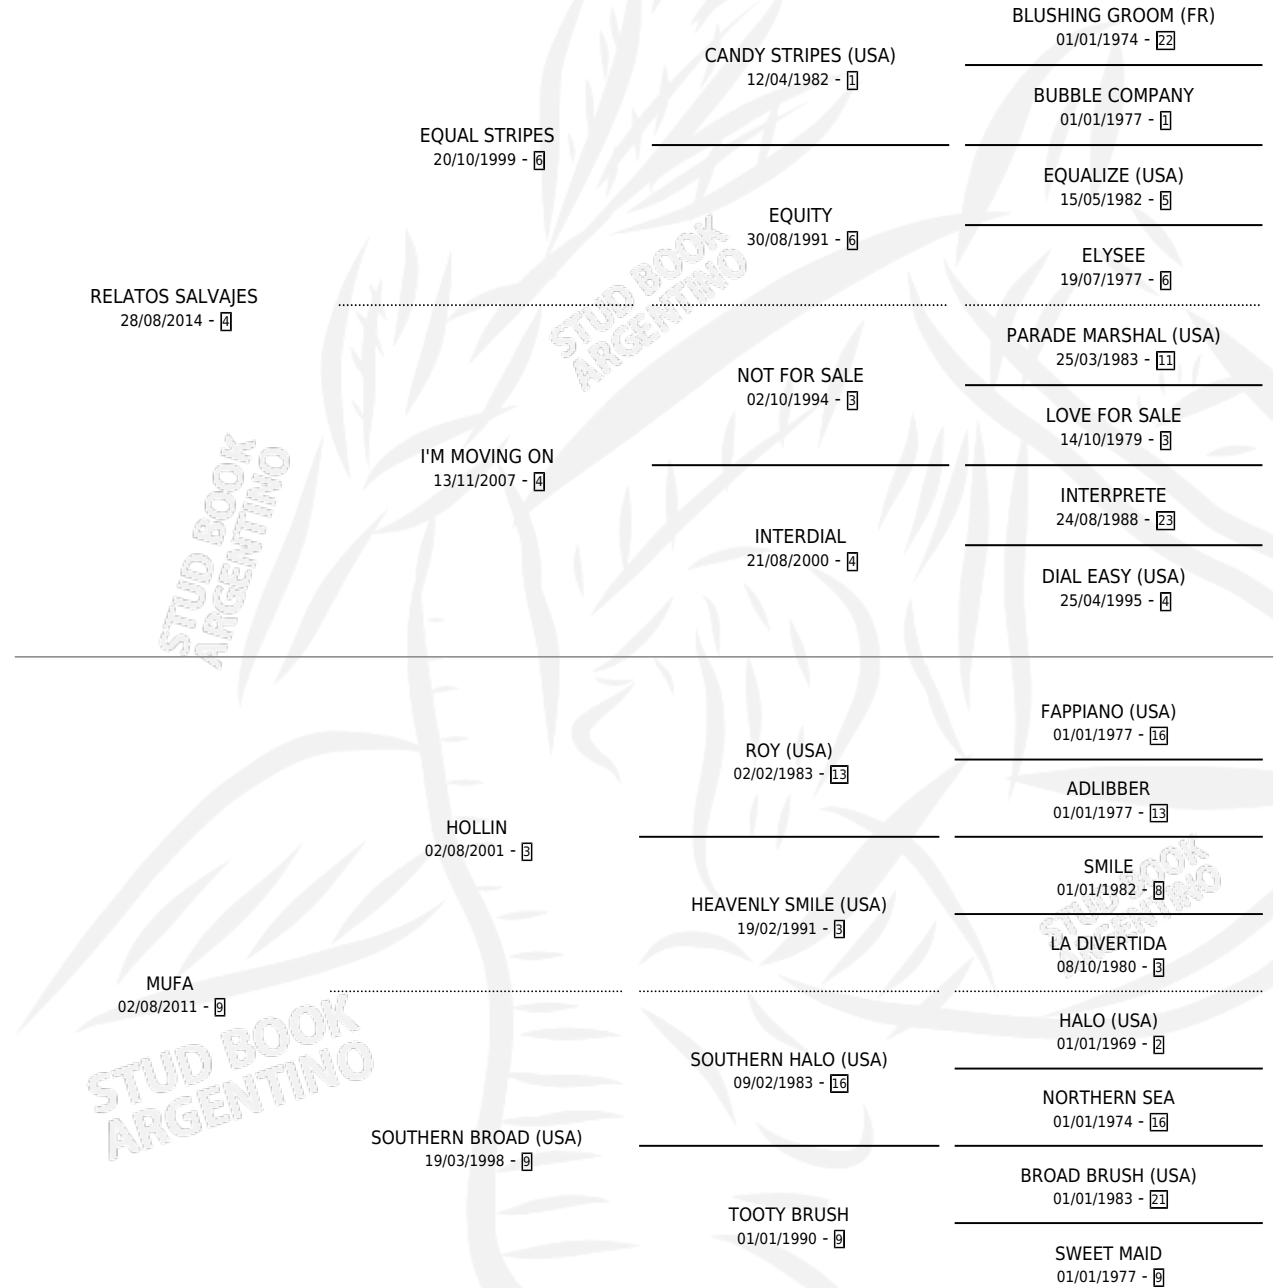 BLUSHING GROOM (FR)
01/01/1974 - 22
CANDY STRIPES (USA)
12/04/1982 - 1
BUBBLE COMPANY
01/01/1977 - 1
EQUAL STRIPES
20/10/1999 - 6
EQUALIZE (USA)
15/05/1982 - 5
EQUITY
30/08/1991 - 6
ELYSEE
19/07/1977 - 6
RELATOS SALVAJES
28/08/2014 - 4
PARADE MARSHAL (USA)
25/03/1983 - 11
NOT FOR SALE
02/10/1994 - 3
LOVE FOR SALE
14/10/1979 - 3
I'M MOVING ON
13/11/2007 - 4
INTERPRETE
24/08/1988 - 23
INTERDIAL
21/08/2000 - 4
DIAL EASY (USA)
25/04/1995 - 4
FAPPIANO (USA)
01/01/1977 - 16
ROY (USA)
02/02/1983 - 13
ADLIBBER
01/01/1977 - 13
HOLLIN
02/08/2001 - 3
SMILE
01/01/1982 - 8
HEAVENLY SMILE (USA)
19/02/1991 - 3
LA DIVERTIDA
08/10/1980 - 3
MUFA
02/08/2011 - 9
HALO (USA)
01/01/1969 - 2
SOUTHERN HALO (USA)
09/02/1983 - 16
NORTHERN SEA
01/01/1974 - 16
SOUTHERN BROAD (USA)
19/03/1998 - 9
BROAD BRUSH (USA)
01/01/1983 - 21
TOOTY BRUSH
01/01/1990 - 9
SWEET MAID
01/01/1977 - 9
STUD BOOK
ARGENTINO
STUD BOOK
ARGENTINO
STUD BOOK
ARGENTINO
STUD BOOK
ARGENTINO